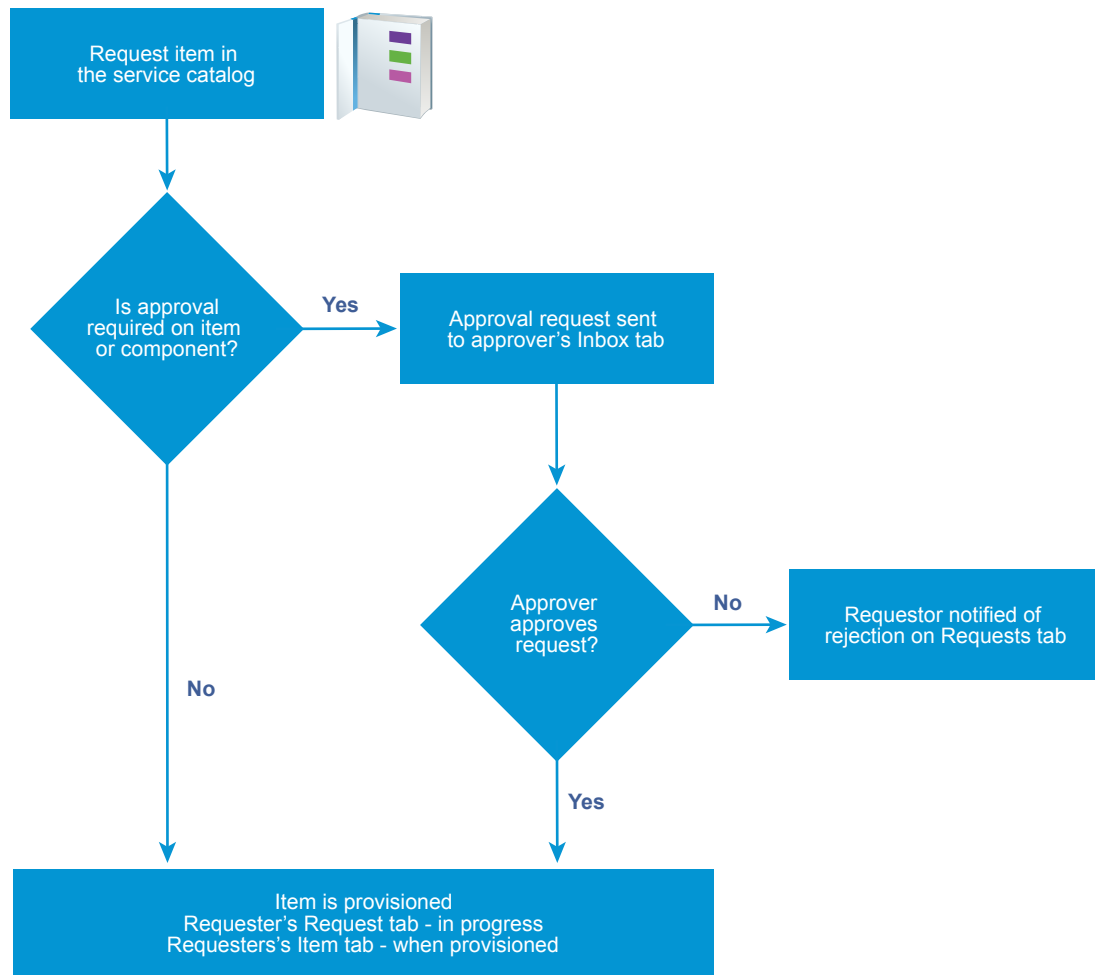 Request item in
the service catalog
Is approval
required on item
or component?
Yes
Approval request sent
to approver’s Inbox tab
Approver
approves
request?
No
Requestor notified of
rejection on Requests tab
No
Yes
Item is provisioned
Requester’s Request tab - in progress
Requesters’s Item tab - when provisioned